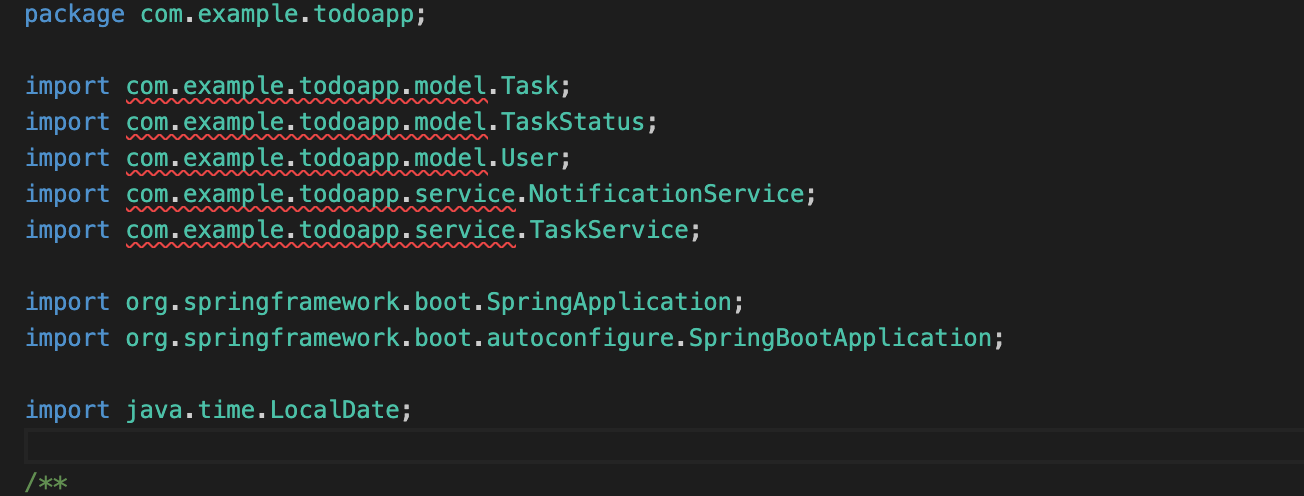 package com.example.todoapp;
import com.example.todoapp.model.Task;
import com.example.todoapp.model.TaskStatus;
import com.example.todoapp.model.User;
import com.example.todoapp.service.NotificationService;
import com.example.todoapp.service.TaskService;
import org.springframework.boot.SpringApplication;
import org.springframework.boot.autoconfigure.SpringBootApplication;
import java.time.LocalDate;
/**